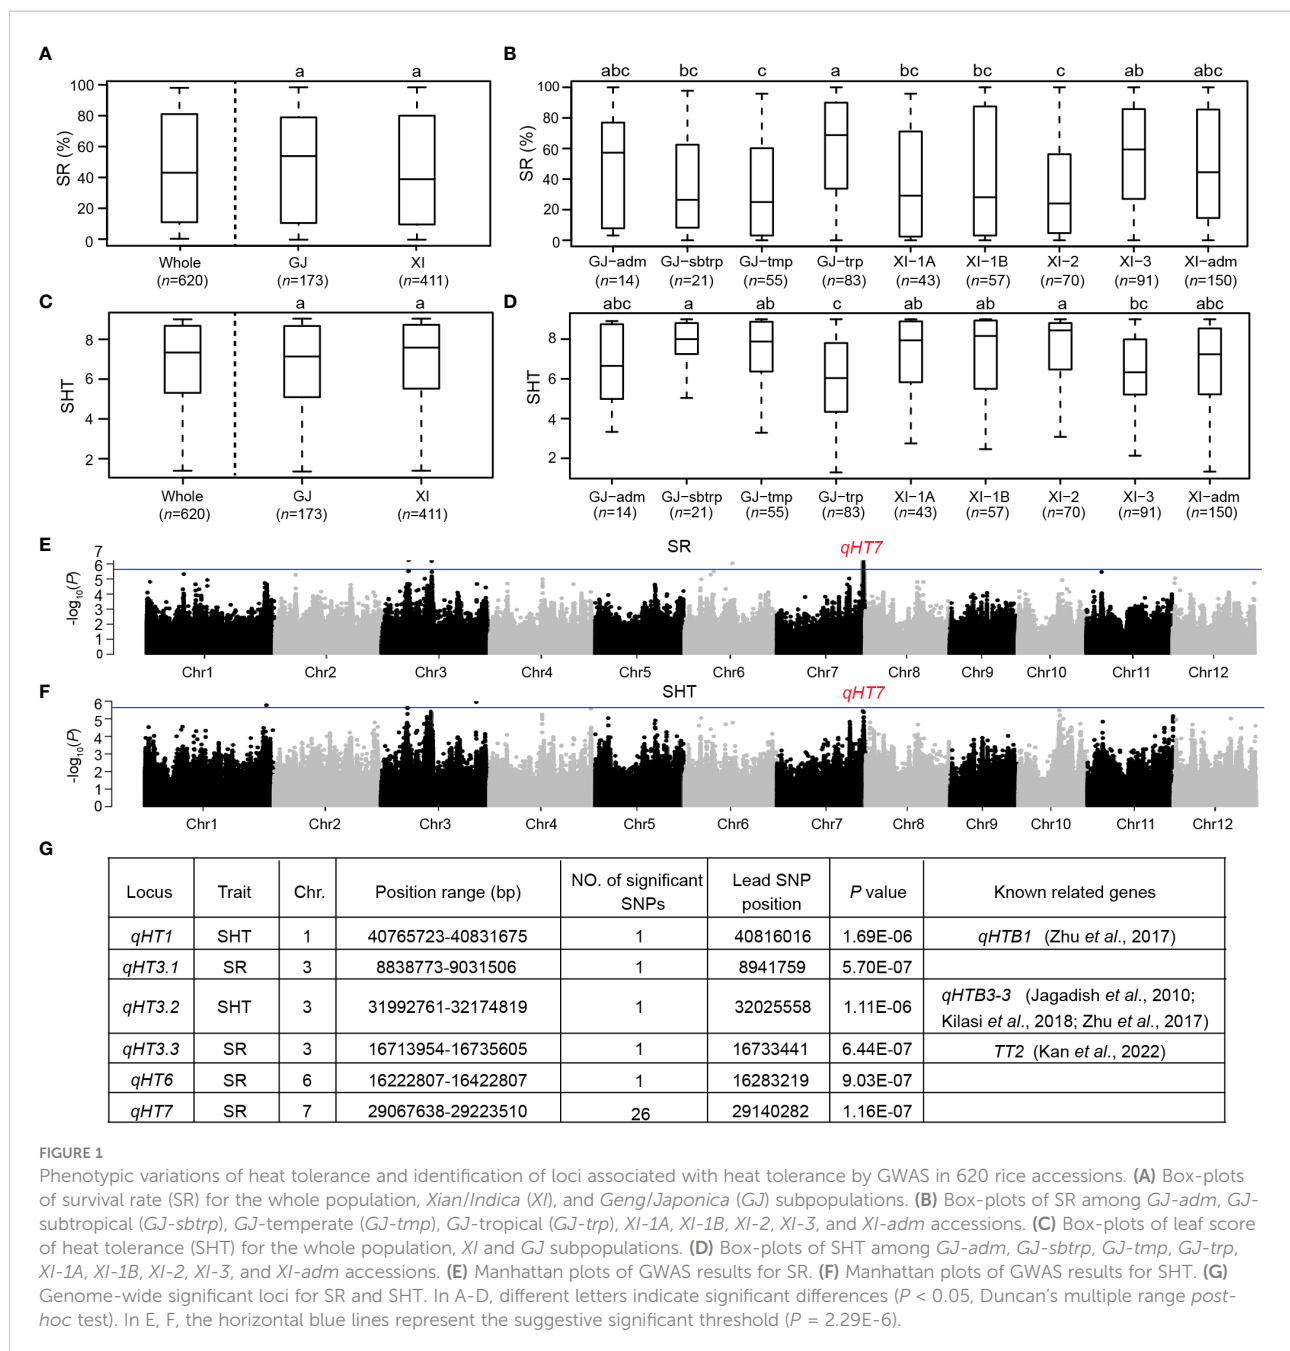 A
B
a a
abc bc c a bc bc c ab abc
SR (%)
100
80
60
40
20
0
SR (%)
100
80
60
40
20
0
Whole GJ XI
(n=620) (n=173) (n=411)
GJ−adm GJ−sbtrp GJ−tmp GJ−trp XI−1A XI−1B XI−2 XI−3 XI−adm
(n=14) (n=21) (n=55) (n=83) (n=43) (n=57) (n=70) (n=91) (n=150)
C
D
a a
abc a ab c ab ab a bc abc
SHT
8
6
4
2
SHT
8
6
4
2
Whole GJ XI
(n=620) (n=173) (n=411)
GJ−adm GJ−sbtrp GJ−tmp GJ−trp XI−1A XI−1B XI−2 XI−3 XI−adm
(n=14) (n=21) (n=55) (n=83) (n=43) (n=57) (n=70) (n=91) (n=150)
E
SR qHT7
-log10(P)
7
6
5
4
3
2
1
0
Chr1 Chr2 Chr3 Chr4 Chr5 Chr6 Chr7 Chr8 Chr9 Chr10 Chr11 Chr12
F
SHT qHT7
-log10(P)
6
5
4
3
2
1
0
Chr1 Chr2 Chr3 Chr4 Chr5 Chr6 Chr7 Chr8 Chr9 Chr10 Chr11 Chr12
G
Locus Trait Chr. Position range (bp) NO. of significant SNPs Lead SNP position P value Known related genes
qHT1 SHT 1 40765723-40831675 1 40816016 1.69E-06 qHTB1 (Zhu et al., 2017)
qHT3.1 SR 3 8838773-9031506 1 8941759 5.70E-07
qHT3.2 SHT 3 31992761-32174819 1 32025558 1.11E-06 qHTB3-3 (Jagadish et al., 2010; Kilasi et al., 2018; Zhu et al., 2017)
qHT3.3 SR 3 16713954-16735605 1 16733441 6.44E-07 TT2 (Kan et al., 2022)
qHT6 SR 6 16222807-16422807 1 16283219 9.03E-07
qHT7 SR 7 29067638-29223510 26 29140282 1.16E-07
FIGURE 1
Phenotypic variations of heat tolerance and identification of loci associated with heat tolerance by GWAS in 620 rice accessions. (A) Box-plots
of survival rate (SR) for the whole population, Xian/Indica (XI), and Geng/Japonica (GJ) subpopulations. (B) Box-plots of SR among GJ-adm, GJ-
subtropical (GJ-sbtrp), GJ-temperate (GJ-tmp), GJ-tropical (GJ-trp), XI-1A, XI-1B, XI-2, XI-3, and XI-adm accessions. (C) Box-plots of leaf score
of heat tolerance (SHT) for the whole population, XI and GJ subpopulations. (D) Box-plots of SHT among GJ-adm, GJ-sbtrp, GJ-tmp, GJ-trp,
XI-1A, XI-1B, XI-2, XI-3, and XI-adm accessions. (E) Manhattan plots of GWAS results for SR. (F) Manhattan plots of GWAS results for SHT. (G)
Genome-wide significant loci for SR and SHT. In A-D, different letters indicate significant differences (P < 0.05, Duncan's multiple range post-
hoc test). In E, F, the horizontal blue lines represent the suggestive significant threshold (P = 2.29E-6).